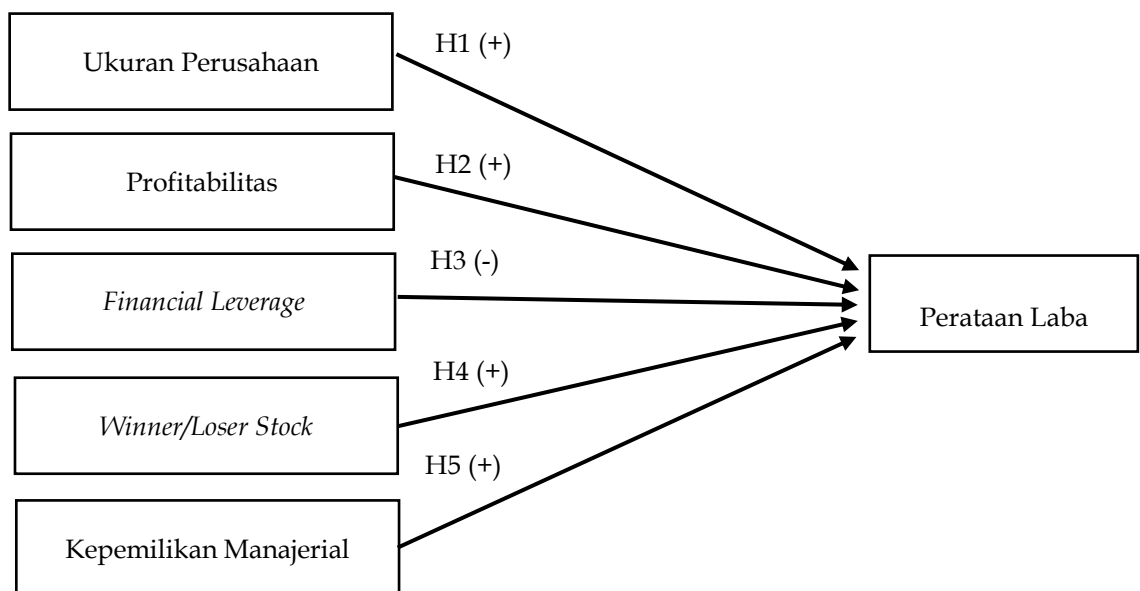 Ukuran Perusahaan
H1 (+)
Profitabilitas
H2 (+)
Financial Leverage
H3 (-)
Perataan Laba
Winner/Loser Stock
H4 (+)
Kepemilikan Manajerial
H5 (+)